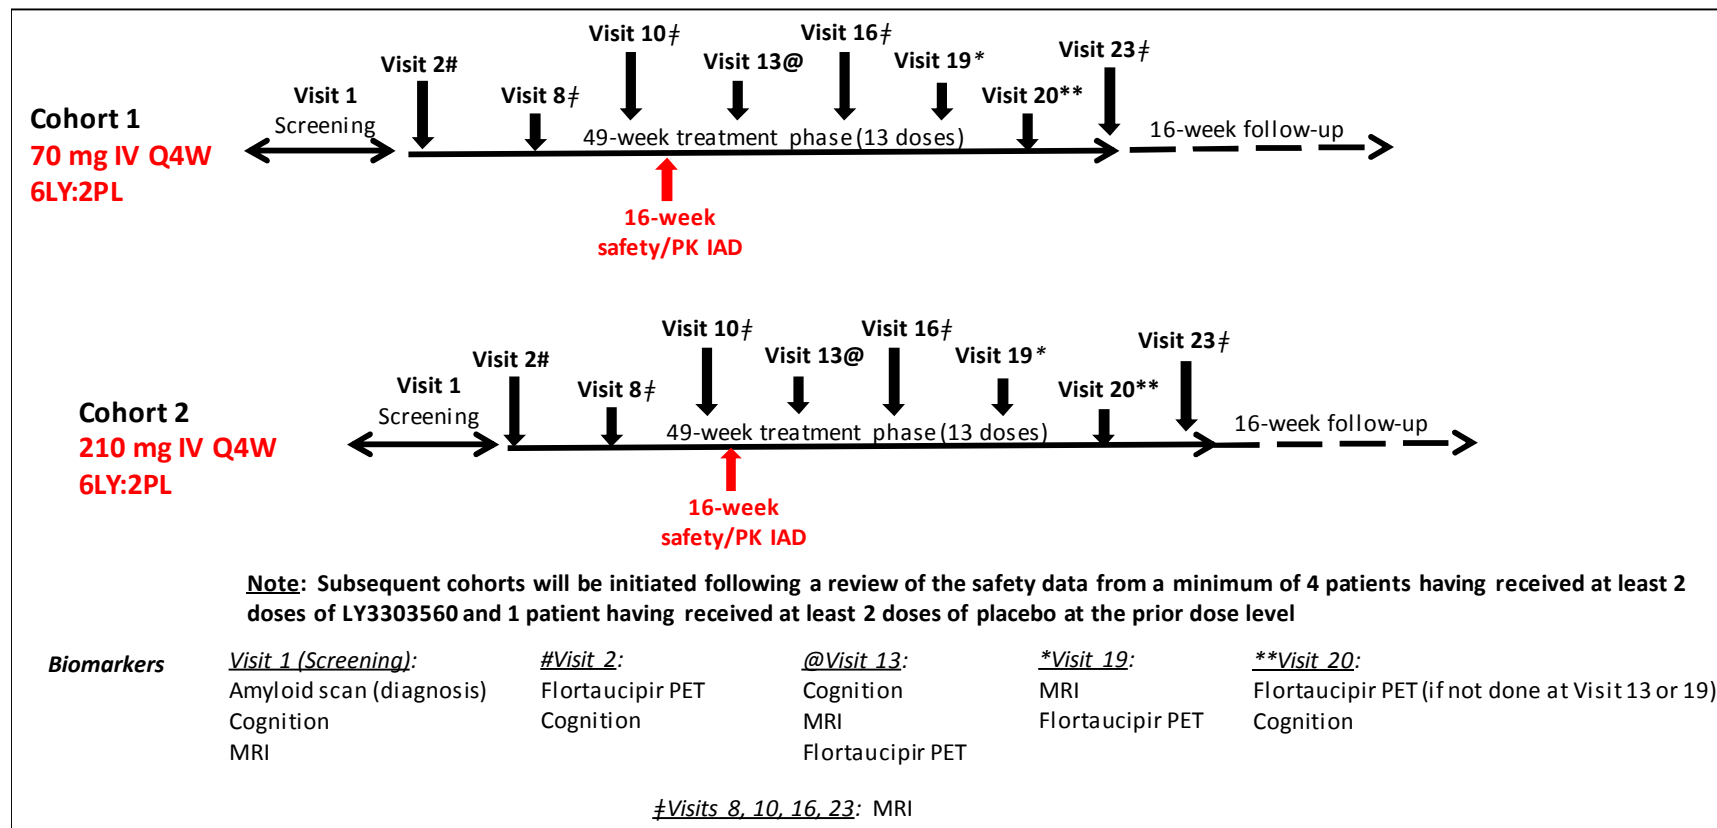 Visit 10ǂ
Visit 16ǂ
Visit 23ǂ
Visit 2#
Visit 13@
Visit 19*
Visit 1
Screening
Visit 8ǂ
Visit 20**
Cohort 1
70 mg IV Q4W
6LY:2PL
49-week treatment phase (13 doses)
16-week follow-up
16-week
safety/PK IAD
Visit 10ǂ
Visit 16ǂ
Visit 23ǂ
Visit 2#
Visit 13@
Visit 19*
Visit 1
Screening
Visit 8ǂ
Visit 20**
Cohort 2
210 mg IV Q4W
6LY:2PL
49-week treatment phase (13 doses)
16-week follow-up
16-week
safety/PK IAD
Note: Subsequent cohorts will be initiated following a review of the safety data from a minimum of 4 patients having received at least 2
doses of LY3303560 and 1 patient having received at least 2 doses of placebo at the prior dose level
Biomarkers
Visit 1 (Screening):
Amyloid scan (diagnosis)
Cognition
MRI
#Visit 2:
Flortaucipir PET
Cognition
@Visit 13:
Cognition
MRI
Flortaucipir PET
*Visit 19:
MRI
Flortaucipir PET
**Visit 20:
Flortaucipir PET (if not done at Visit 13 or 19)
Cognition
ǂVisits 8, 10, 16, 23: MRI